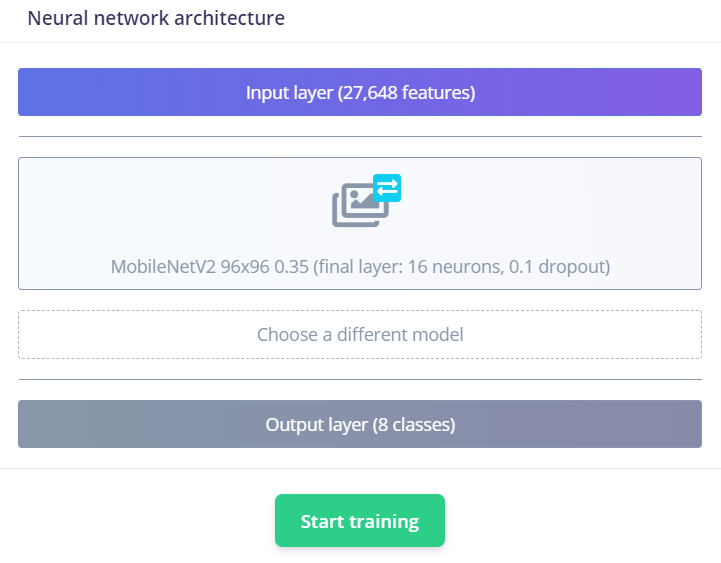 Neural network architecture
Input layer (27,648 features)
MobileNetV2 96x96 0.35 (final layer: 16 neurons, 0.1 dropout)
Choose a different model
Output layer (8 classes)
Start training